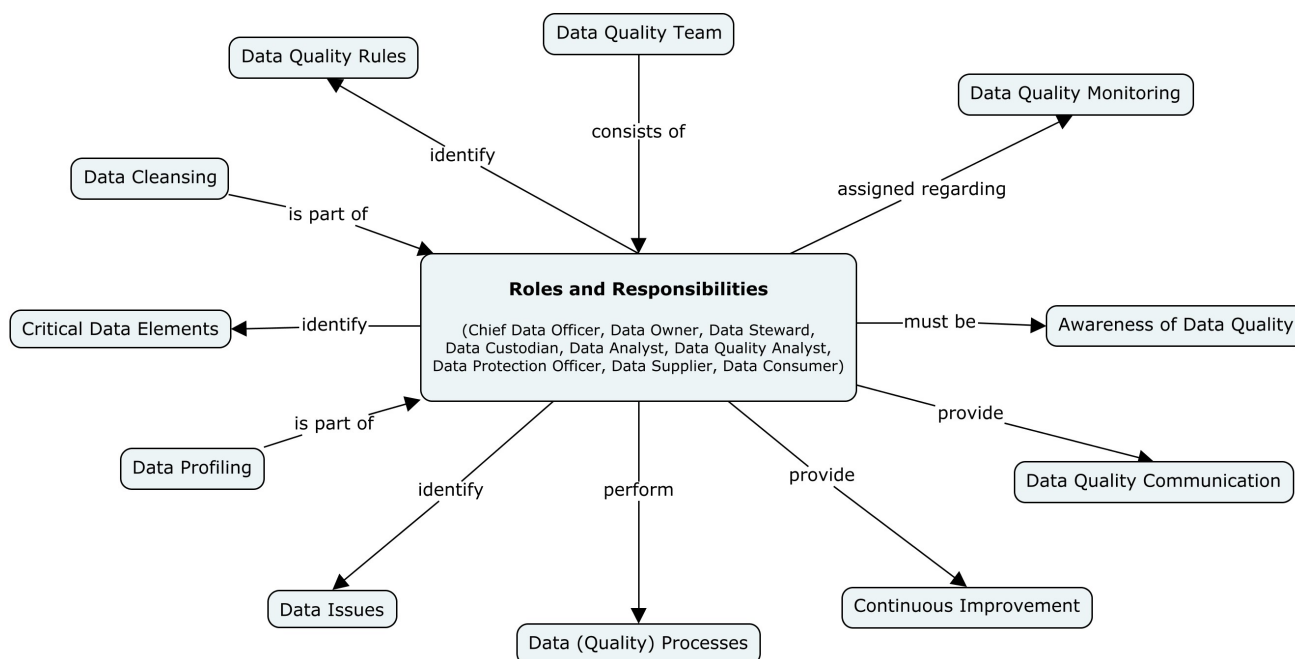 Data Quality Team
Data Quality Rules
Data Quality Monitoring
consists of
identify
Data Cleansing
assigned regarding
is part of
Roles and Responsibilities
(Chief Data Officer, Data Owner, Data Steward,
Data Custodian, Data Analyst, Data Quality Analyst,
Data Protection Officer, Data Supplier, Data Consumer)
Critical Data Elements
identify
must be
Awareness of Data Quality
is part of
provide
Data Profiling
Data Quality Communication
identify
perform
provide
Data Issues
Continuous Improvement
Data (Quality) Processes